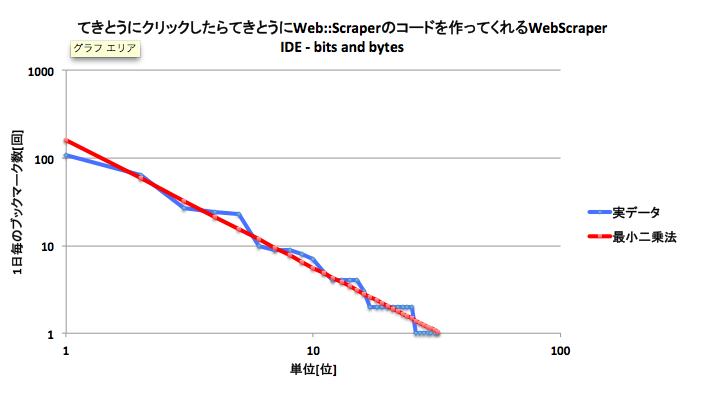 てきとうにクリックしたらてきとうにWeb::Scraperのコードを作ってくれるWebScraper
IDE - bits and bytes
グラフ エリア
1日毎のブックマーク数[回]
1000
100
10
1
1
10
100
単位[位]
実データ
最小二乗法